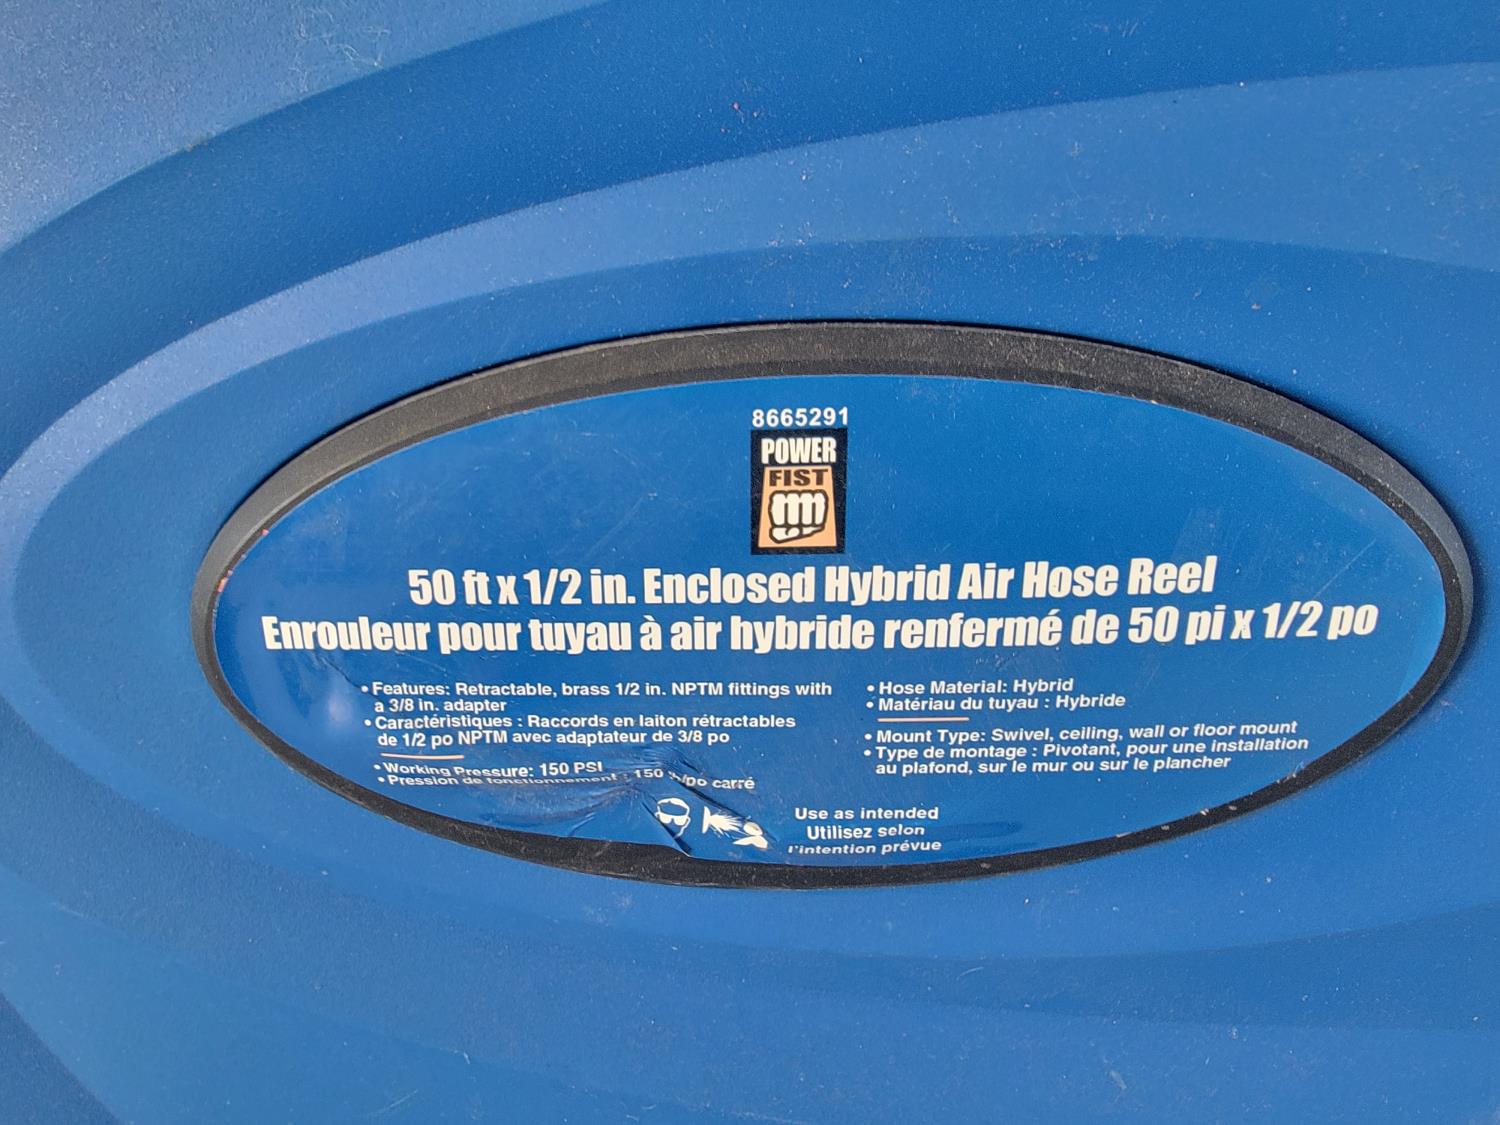 8665291
POWER
FIST
50 ft x 1/2 in. Enclosed Hybrid Air Hose Reel
Enrouleur pour tuyau à air hybride renfermé de 50 pi x 1/2 po
• Features: Retractable, brass 1/2 in. NPTM fittings with
a 3/8 in. adapter
• Caractéristiques : Raccords en laiton rétractables
de 1/2 po NPTM avec adaptateur de 3/8 po
• Working Pressure: 150 PSI
• Pression de fonctionnement : 150 carré
• Hose Material: Hybrid
• Matériau du tuyau : Hybride
• Mount Type: Swivel, ceiling, wall or floor mount
• Type de montage : Pivotant, pour une installation
au plafond, sur le mur ou sur le plancher
Use as intended
Utilisez selon
l'intention prévue